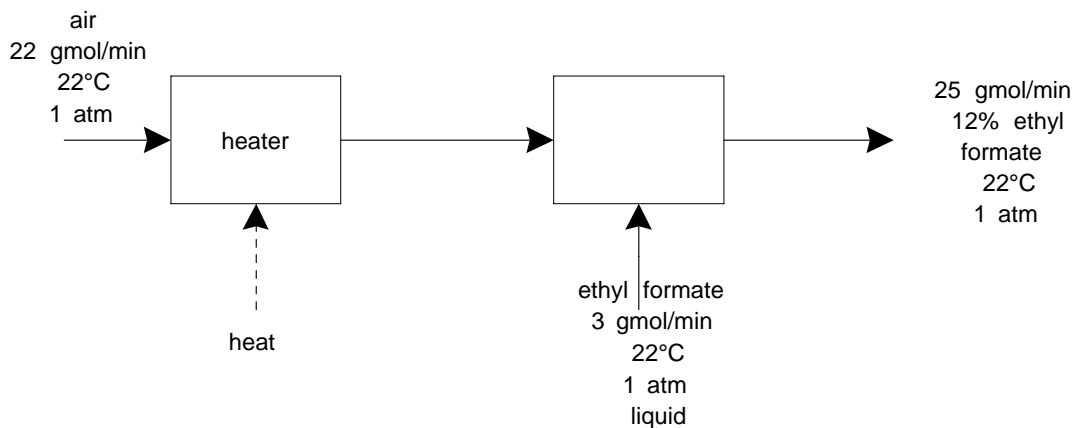 air
22 gmol/min
22°C
1 atm
heater
heat
ethyl formate
3 gmol/min
22°C
1 atm
liquid
25 gmol/min
12% ethyl
formate
22°C
1 atm